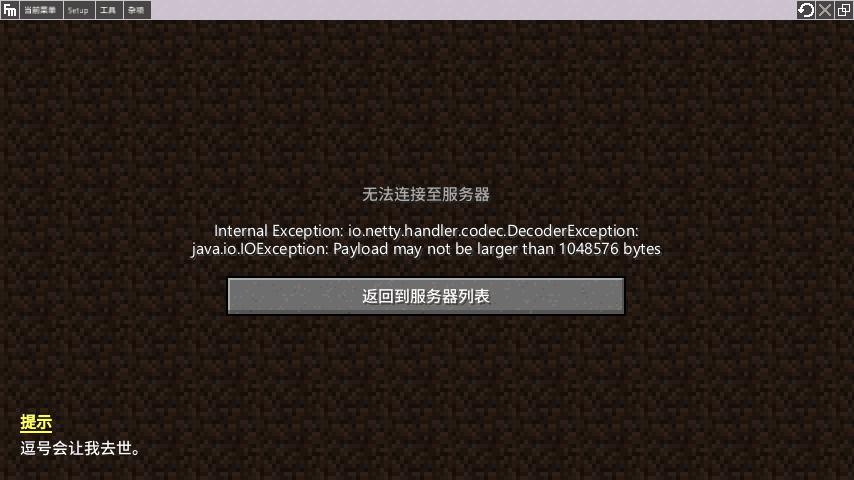 Fm 当前菜单 Setup 工具 杂项
无法连接至服务器
Internal Exception: io.netty.handler.codec.DecoderException:
java.io.IOException: Payload may not be larger than 1048576 bytes
返回到服务器列表
提示
逗号会让我去世。